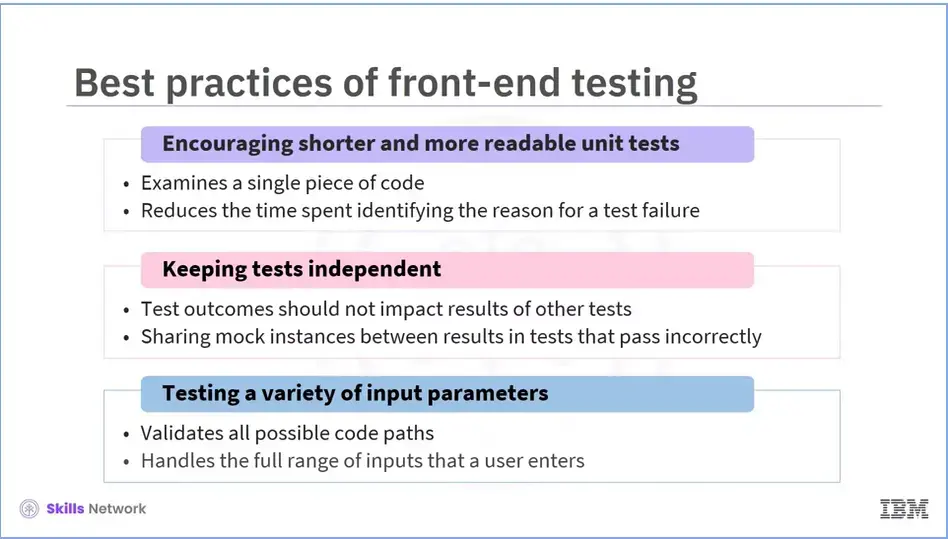 Best practices of front-end testing
Encouraging shorter and more readable unit tests
• Examines a single piece of code
• Reduces the time spent identifying the reason for a test failure
Keeping tests independent
• Test outcomes should not impact results of other tests
• Sharing mock instances between results in tests that pass incorrectly
Testing a variety of input parameters
• Validates all possible code paths
• Handles the full range of inputs that a user enters
Skills Network
IBM